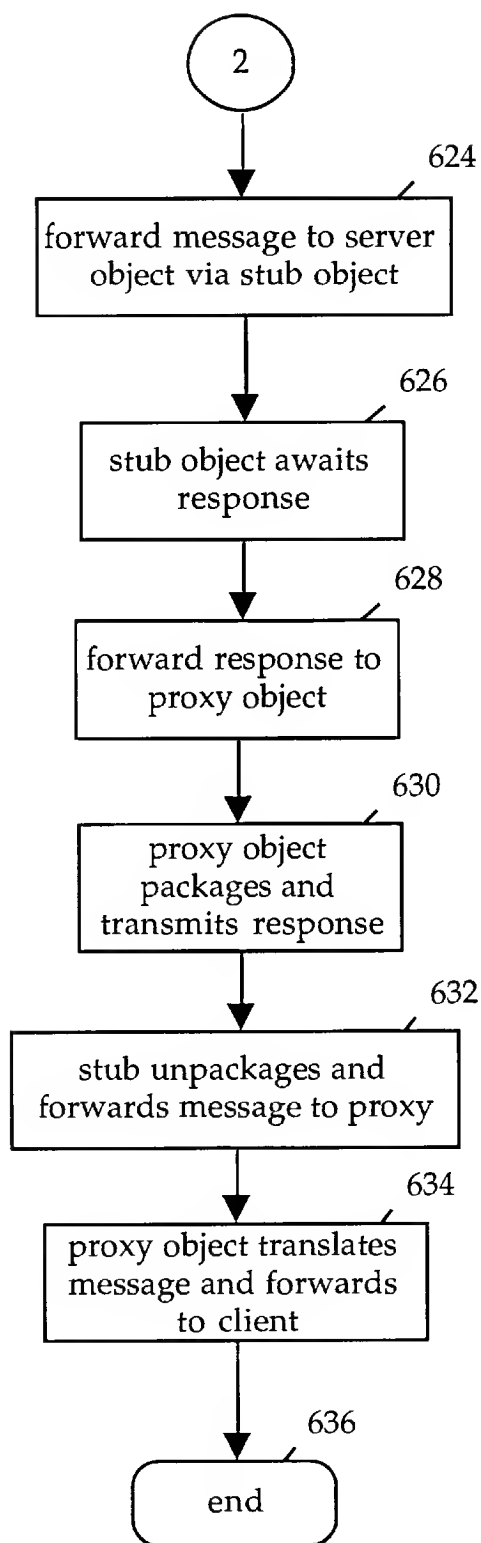 2
624
forward message to server
object via stub object
626
stub object awaits
response
628
forward response to
proxy object
630
proxy object
packages and
transmits response
632
stub unpackages and
forwards message to proxy
634
proxy object translates
message and forwards
to client
636
end